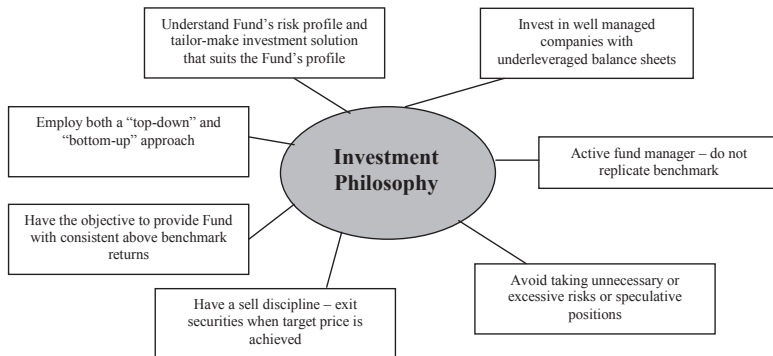 Understand Fund's risk profile and
tailor-make investment solution
that suits the Fund's profile
Invest in well managed
companies with
underleveraged balance sheets
Employ both a “top-down” and
“bottom-up” approach
Investment
Philosophy
Active fund manager – do not
replicate benchmark
Have the objective to provide Fund
with consistent above benchmark
returns
Avoid taking unnecessary or
excessive risks or speculative
positions
Have a sell discipline – exit
securities when target price is
achieved